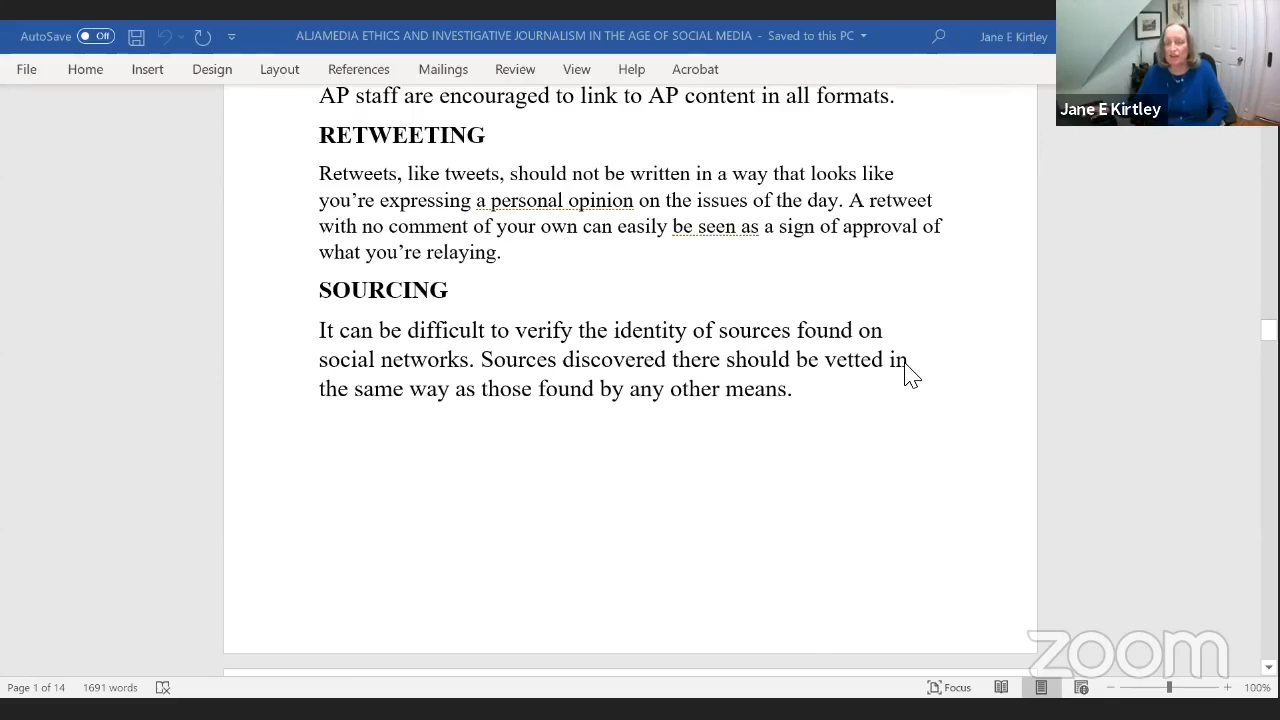 AutoSave Off
ALJAMEDIA ETHICS AND INVESTIGATIVE JOURNALISM IN THE AGE OF SOCIAL MEDIA - Saved to this PC
Jane E Kirtley
File Home Insert Design Layout References Mailings Review View Help Acrobat
Jane E Kirtley
AP staff are encouraged to link to AP content in all formats.
RETWEETING
Retweets, like tweets, should not be written in a way that looks like
you’re expressing a personal opinion on the issues of the day. A retweet
with no comment of your own can easily be seen as a sign of approval of
what you’re relaying.
SOURCING
It can be difficult to verify the identity of sources found on
social networks. Sources discovered there should be vetted in
the same way as those found by any other means.
zoom
Page 1 of 14 1691 words Focus 100%